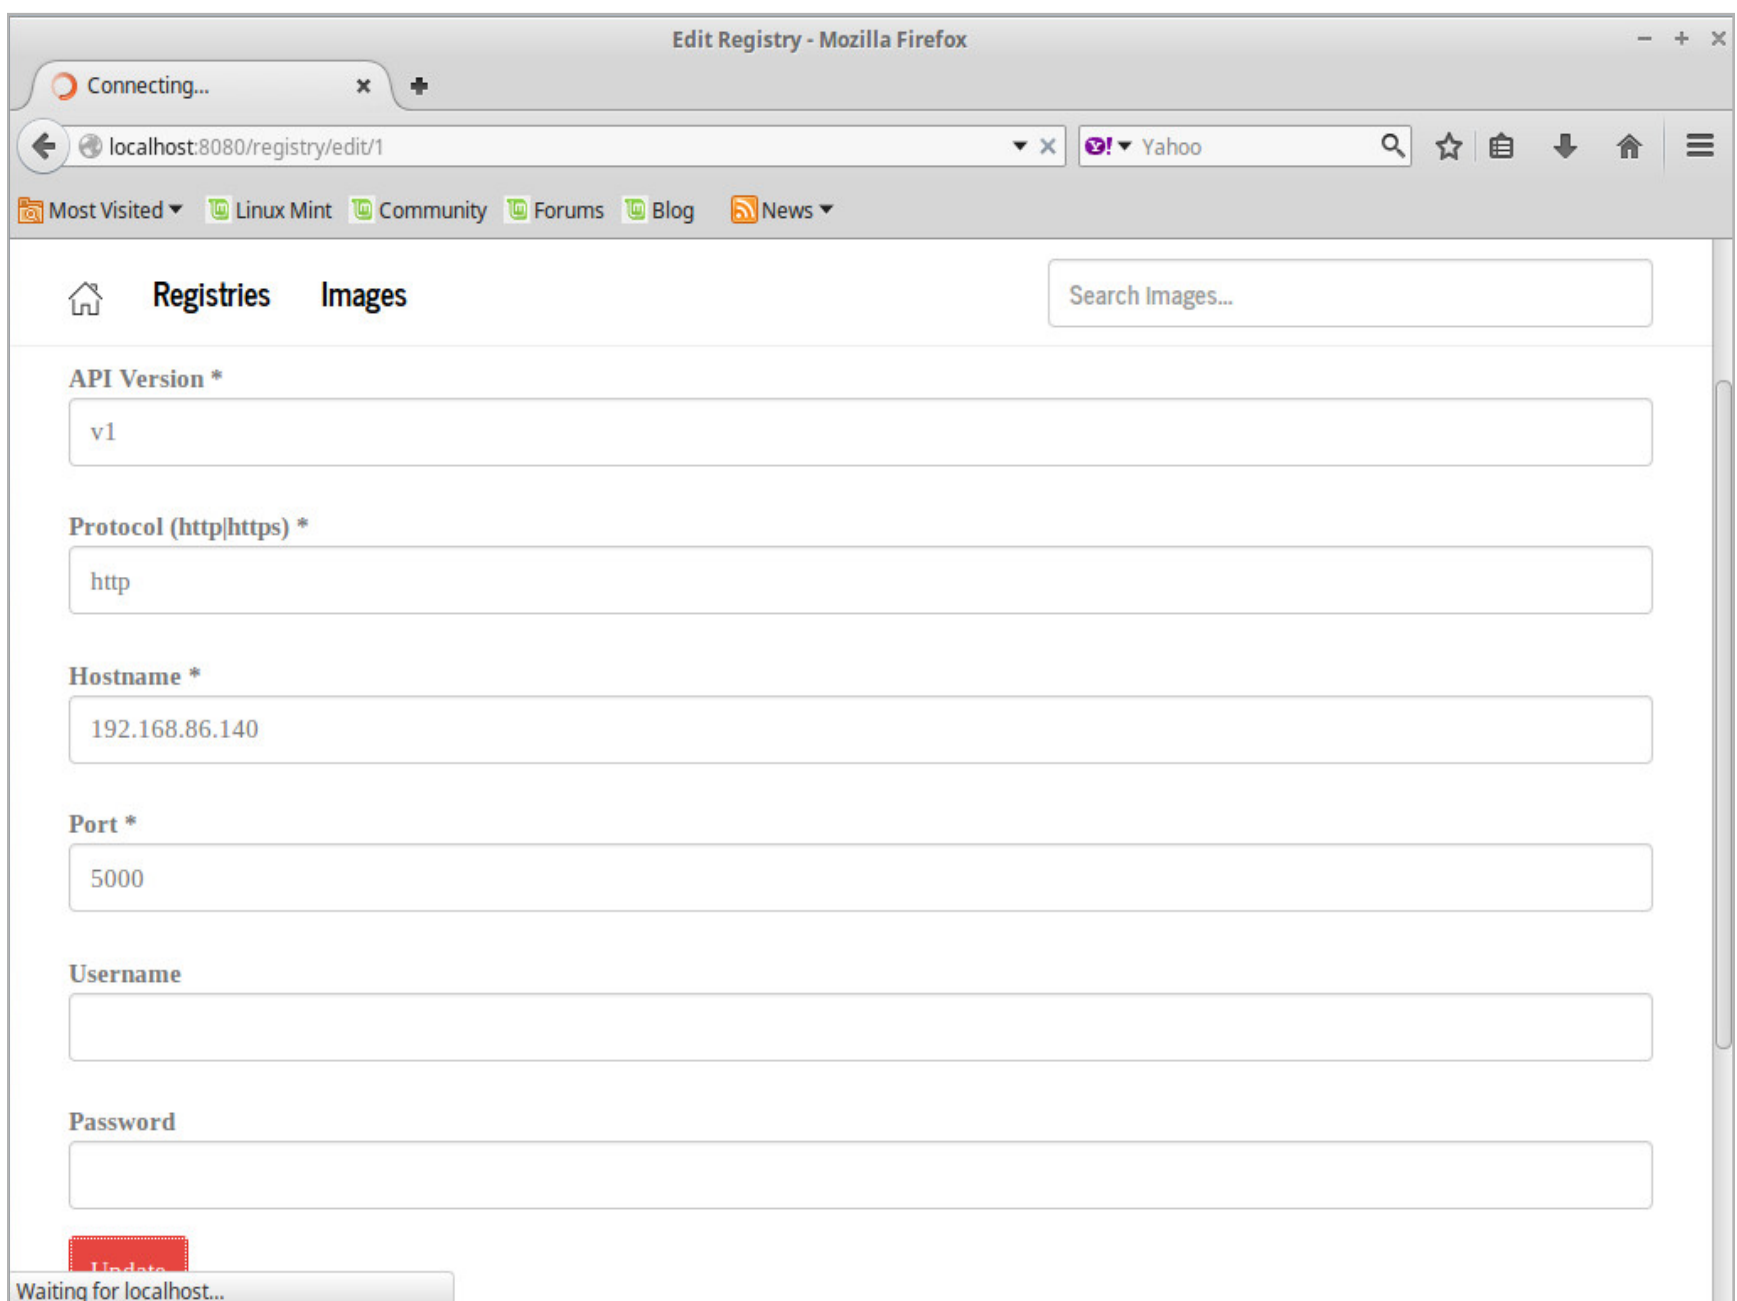 Edit Registry - Mozilla Firefox
Connecting...
localhost:8080/registry/edit/1
Yahoo
Most Visited Linux Mint Community Forums Blog News
Registries Images Search Images...
API Version *
v1
Protocol (http|https) *
http
Hostname *
192.168.86.140
Port *
5000
Username
Password
Update
Waiting for localhost...